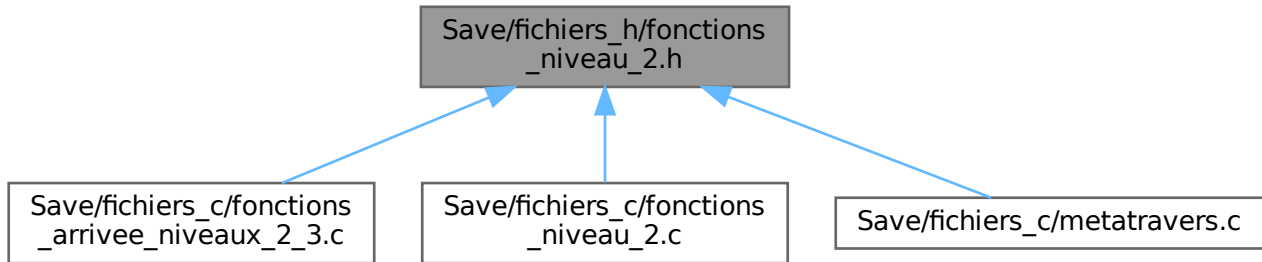 Save/fichiers_h/fonctions
_niveau_2.h
Save/fichiers_c/fonctions
_arrivee_niveaux_2_3.c
Save/fichiers_c/fonctions
_niveau_2.c
Save/fichiers_c/metatravers.c